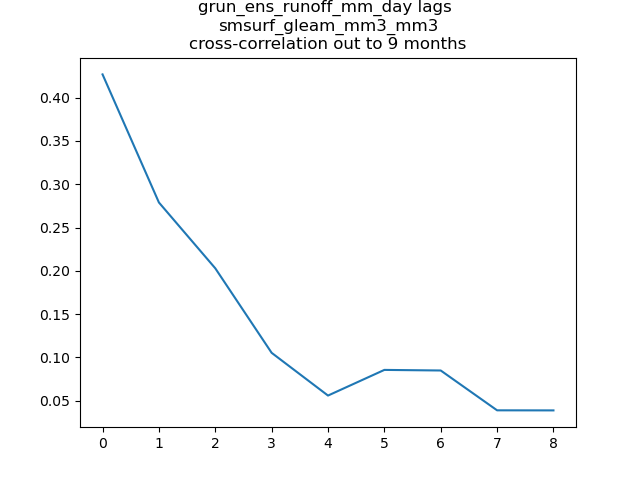 grun_ens_runoff_mm_day lags
smsurf_gleam_mm3_mm3
cross-correlation out to 9 months
0.40
0.35
0.30
0.25
0.20
0.15
0.10
0.05
0 1 2 3 4 5 6 7 8